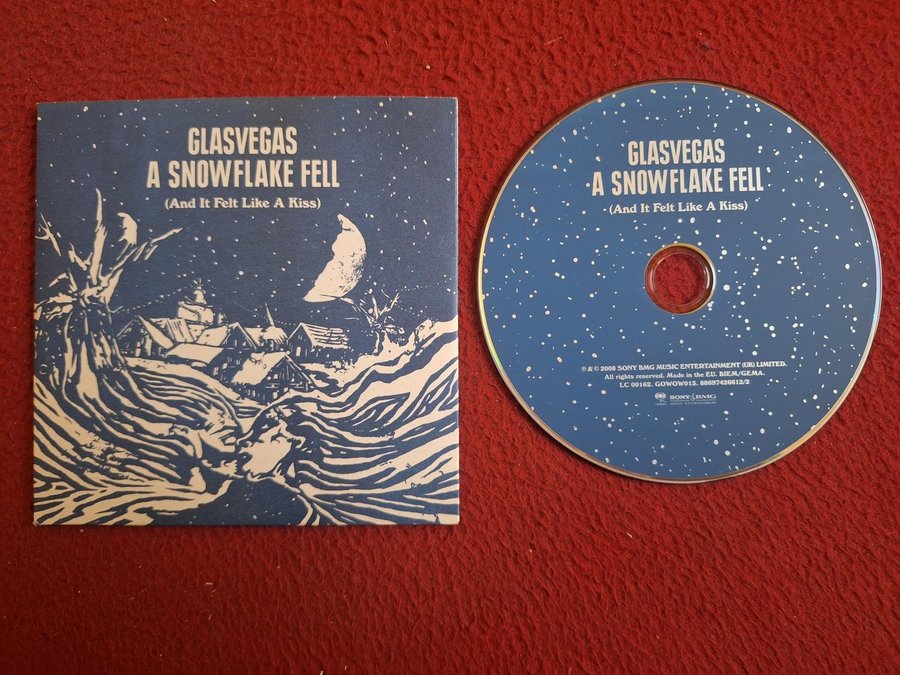 GLASVEGAS
A SNOWFLAKE FELL
(And It Felt Like A Kiss)
GLASVEGAS
A SNOWFLAKE FELL
(And It Felt Like A Kiss)
℗ & © 2008 SONY BMG MUSIC ENTERTAINMENT (UK) LIMITED.
All rights reserved. Made in the EU. BIEM/GEMA.
LC 00162. GOWOW013. 88697426612/2
SONY BMG
MUSIC ENTERTAINMENT